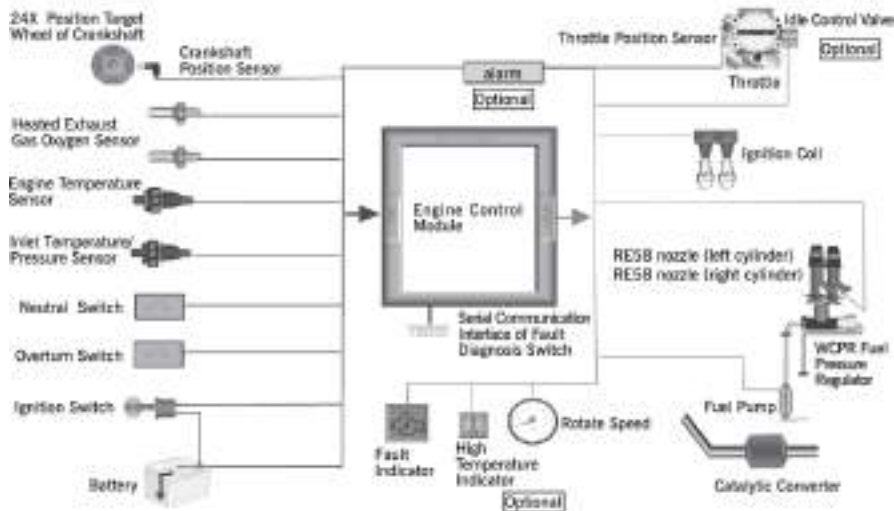 24X Position Target
Wheel of Crankshaft
Crankshaft
Position Sensor
Heated Exhaust
Gas Oxygen Sensor
Engine Temperature
Sensor
Inlet Temperature/
Pressure Sensor
Neutral Switch
Overturn Switch
Ignition Switch
Battery
alarm
Optional
Engine Control
Module
Serial Communication
Interface of Fault
Diagnosis Switch
Fault
Indicator
High
Temperature
Indicator
Optional
Rotate Speed
Throttle Position Sensor
Idle Control Valve
Optional
Throttle
Ignition Coil
RE5B nozzle (left cylinder)
RE5B nozzle (right cylinder)
WCPR Fuel
Pressure
Regulator
Fuel Pump
Catalytic Converter